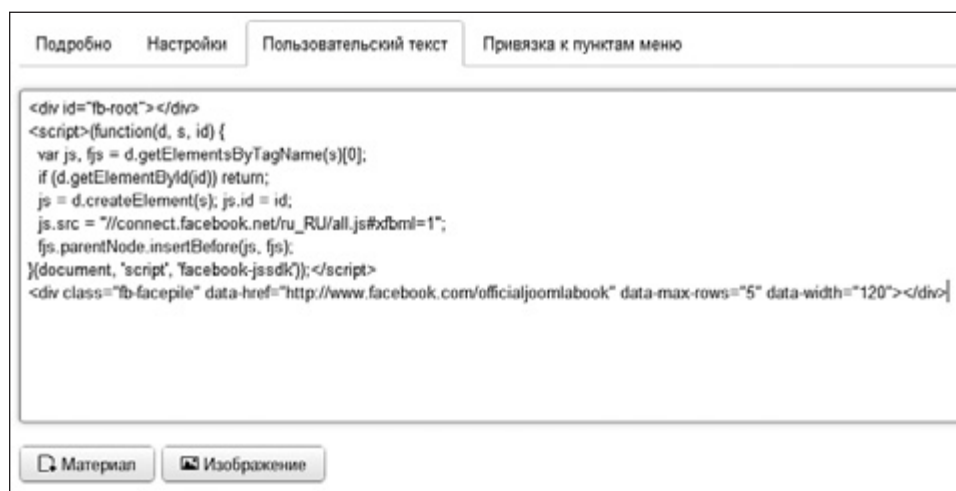 Подробно Настройки Пользовательский текст Привязка к пунктам меню
<div id="fb-root"></div>
<script>(function(d, s, id) {
var js, fjs = d.getElementsByTagName(s)[0];
if (d.getElementById(id)) return;
js = d.createElement(s); js.id = id;
js.src = "//connect.facebook.net/ru_RU/all.js#xfbml=1";
fjs.parentNode.insertBefore(js, fjs);
}(document, 'script', 'facebook-jssdk'));</script>
<div class="fb-facepile" data-href="http://www.facebook.com/officialjoomlabook" data-max-rows="5" data-width="120"></div>
Материал Изображение